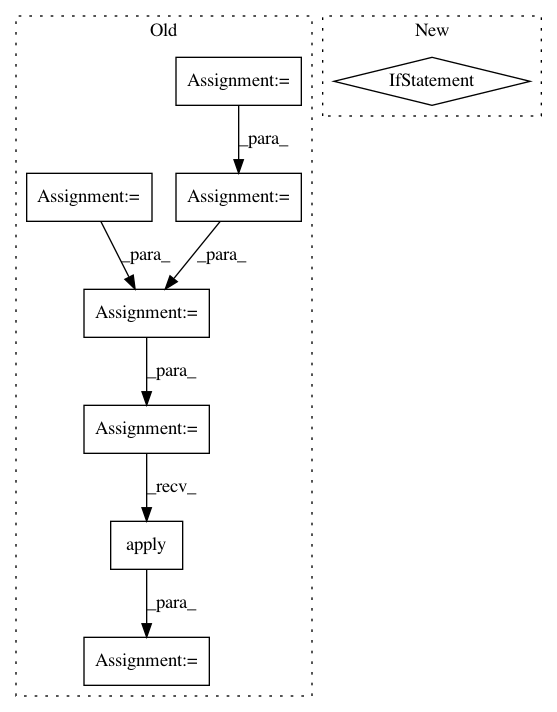 Old
New
Assignment:=
IfStatement
_para_
Assignment:=
Assignment:=
_para_
_para_
Assignment:=
_para_
Assignment:=
_recv_
apply
_para_
Assignment:=